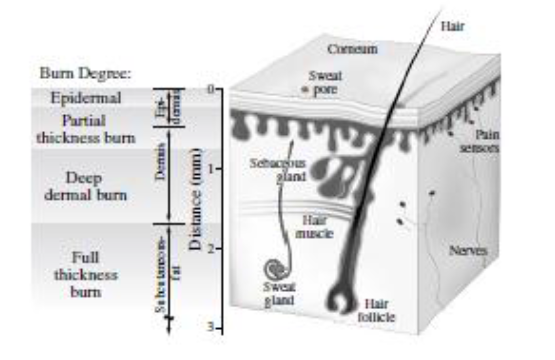 Burn Degree:
Epidermal
Partial
thickness burn
Deep
dermal burn
Full
thickness burn
Epi-
dermis
Dermis
Subcutaneous-
fat
Distance (mm)
0
1
2
3
Hair
Corneum
Sweat
pore
Pain
sensors
Sebaceous
gland
Hair
muscle
Nerves
Sweat
gland
Hair
follicle